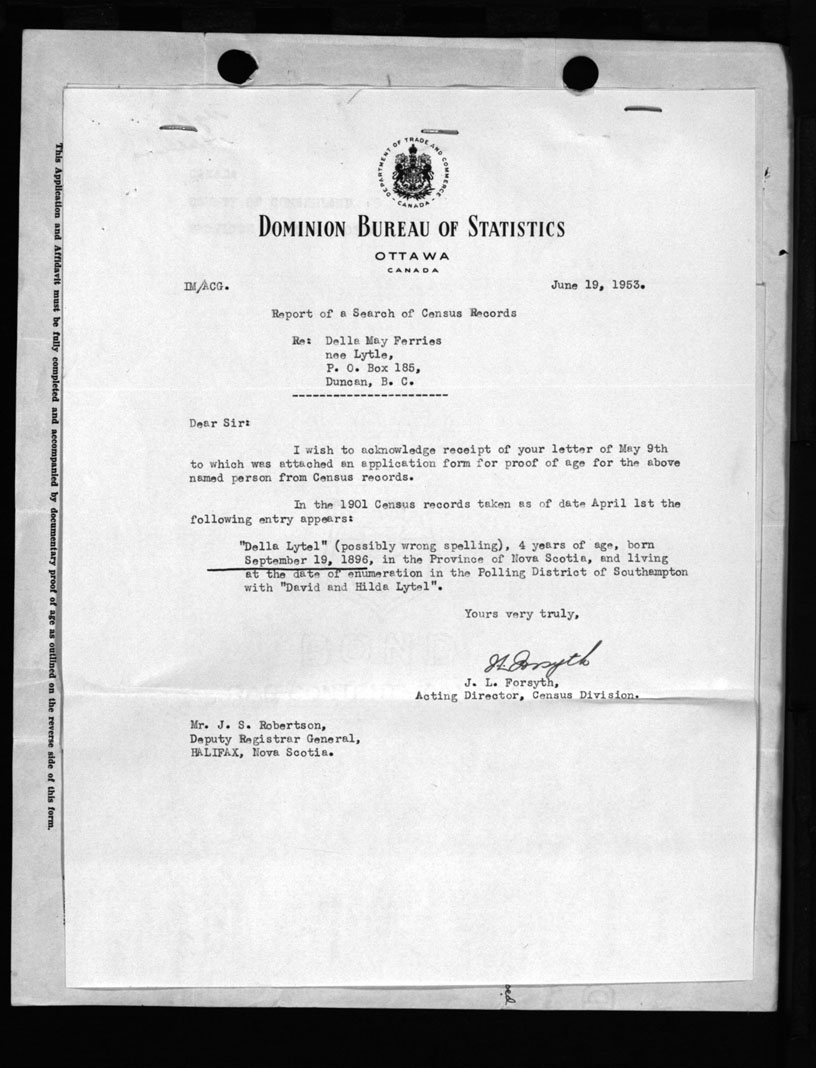 DEPARTMENT OF TRADE AND COMMERCE
CANADA
DOMINION BUREAU OF STATISTICS
OTTAWA
CANADA
IM/ACG.
June 19, 1953.
Report of a Search of Census Records
Re: Della May Ferries
nee Lytle,
P. O. Box 185,
Duncan, B. C.
-----------------------
Dear Sir:
I wish to acknowledge receipt of your letter of May 9th
to which was attached an application form for proof of age for the above
named person from Census records.
In the 1901 Census records taken as of date April 1st the
following entry appears:
"Della Lytel" (possibly wrong spelling), 4 years of age, born
September 19, 1896, in the Province of Nova Scotia, and living
at the date of enumeration in the Polling District of Southampton
with "David and Hilda Lytel".
Yours very truly,
J L Forsyth
J. L. Forsyth,
Acting Director, Census Division.
Mr. J. S. Robertson,
Deputy Registrar General,
HALIFAX, Nova Scotia.
This Application and Affidavit must be fully completed and accompanied by documentary proof of age as outlined on the reverse side of this form.